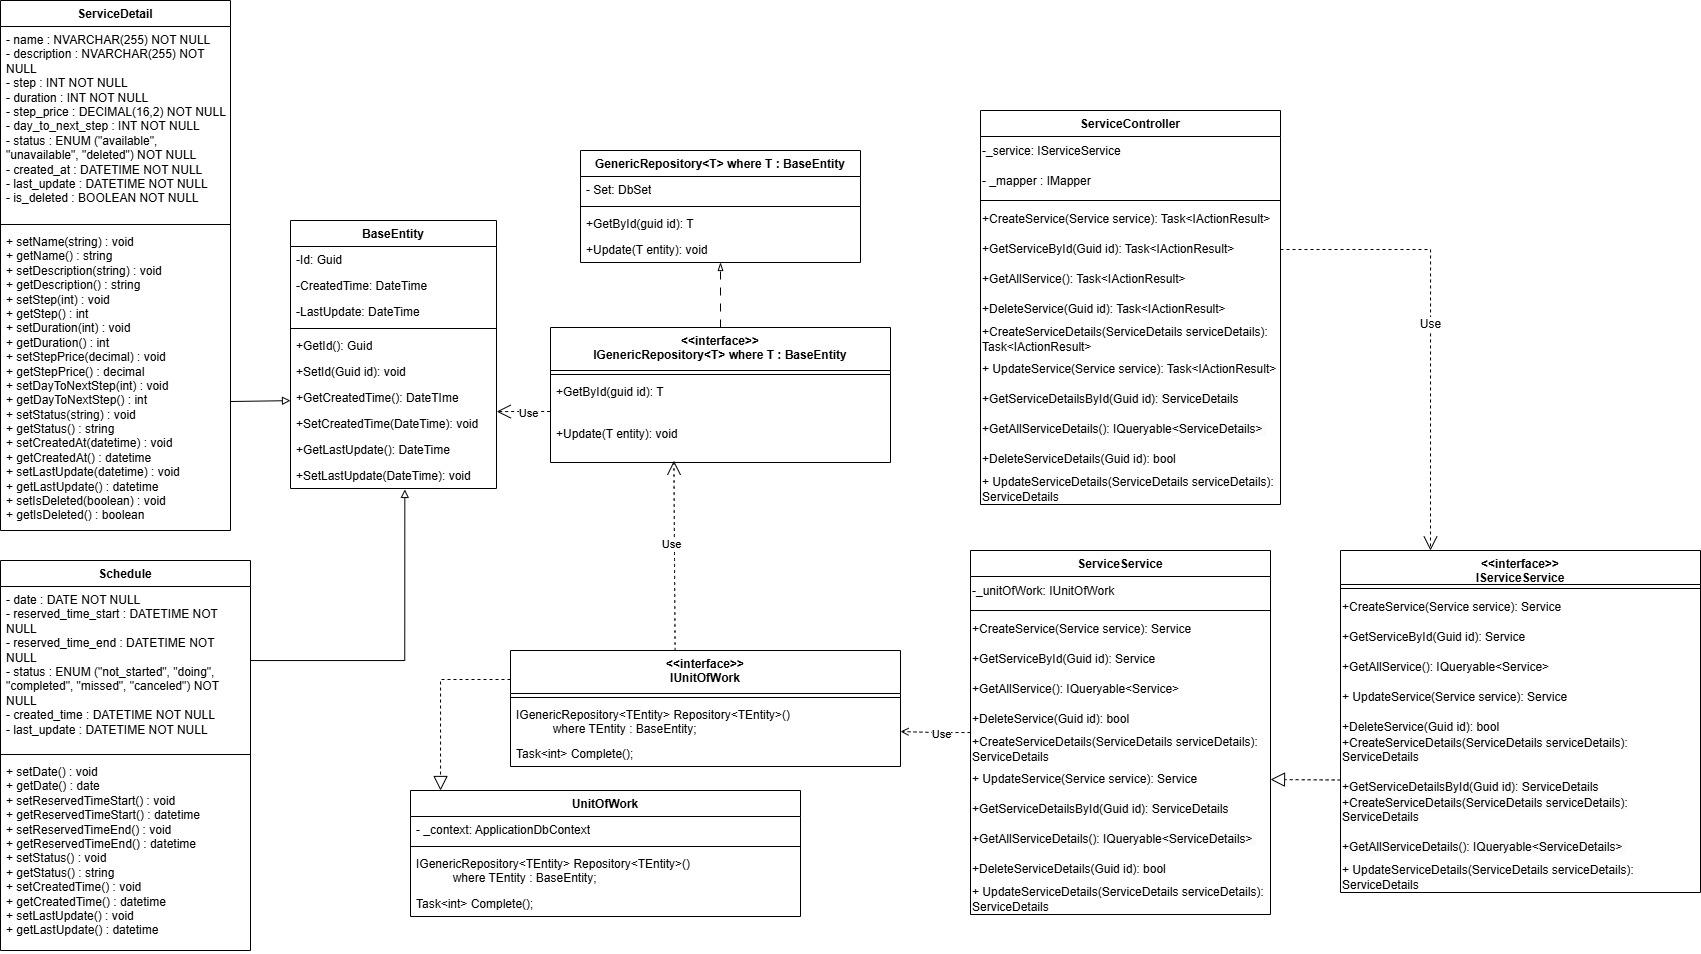 ServiceDetail
- name : NVARCHAR(255) NOT NULL
- description : NVARCHAR(255) NOT
NULL
- step : INT NOT NULL
- duration : INT NOT NULL
- step_price : DECIMAL(16,2) NOT NULL
- day_to_next_step : INT NOT NULL
- status : ENUM ("available",
"unavailable", "deleted") NOT NULL
- created_at : DATETIME NOT NULL
- last_update : DATETIME NOT NULL
- is_deleted : BOOLEAN NOT NULL
+ setName(string) : void
+ getName() : string
+ setDescription(string) : void
+ getDescription() : string
+ setStep(int) : void
+ getStep() : int
+ setDuration(int) : void
+ getDuration() : int
+ setStepPrice(decimal) : void
+ getStepPrice() : decimal
+ setDayToNextStep(int) : void
+ getDayToNextStep() : int
+ setStatus(string) : void
+ getStatus() : string
+ setCreatedAt(datetime) : void
+ getCreatedAt() : datetime
+ setLastUpdate(datetime) : void
+ getLastUpdate() : datetime
+ setIsDeleted(boolean) : void
+ getIsDeleted() : boolean
Schedule
- date : DATE NOT NULL
- reserved_time_start : DATETIME NOT
NULL
- reserved_time_end : DATETIME NOT
NULL
- status : ENUM ("not_started", "doing",
"completed", "missed", "canceled") NOT
NULL
- created_time : DATETIME NOT NULL
- last_update : DATETIME NOT NULL
+ setDate() : void
+ getDate() : date
+ setReservedTimeStart() : void
+ getReservedTimeStart() : datetime
+ setReservedTimeEnd() : void
+ getReservedTimeEnd() : datetime
+ setStatus() : void
+ getStatus() : string
+ setCreatedTime() : void
+ getCreatedTime() : datetime
+ setLastUpdate() : void
+ getLastUpdate() : datetime
BaseEntity
-Id: Guid
-CreatedTime: DateTime
-LastUpdate: DateTime
+GetId(): Guid
+SetId(Guid id): void
+GetCreatedTime(): DateTIme
+SetCreatedTime(DateTime): void
+GetLastUpdate(): DateTime
+SetLastUpdate(DateTime): void
Use
GenericRepository<T> where T : BaseEntity
- Set: DbSet
+GetById(guid id): T
+Update(T entity): void
<<interface>>
IGenericRepository<T> where T : BaseEntity
+GetById(guid id): T
+Update(T entity): void
Use
<<interface>>
IUnitOfWork
IGenericRepository<TEntity> Repository<TEntity>()
where TEntity : BaseEntity;
Task<int> Complete();
UnitOfWork
- _context: ApplicationDbContext
IGenericRepository<TEntity> Repository<TEntity>()
where TEntity : BaseEntity;
Task<int> Complete();
Use
ServiceController
-_service: IServiceService
- _mapper : IMapper
+CreateService(Service service): Task<IActionResult>
+GetServiceById(Guid id): Task<IActionResult>
+GetAllService(): Task<IActionResult>
+DeleteService(Guid id): Task<IActionResult>
+CreateServiceDetails(ServiceDetails serviceDetails):
Task<IActionResult>
+ UpdateService(Service service): Task<IActionResult>
+GetServiceDetailsById(Guid id): ServiceDetails
+GetAllServiceDetails(): IQueryable<ServiceDetails>
+DeleteServiceDetails(Guid id): bool
+ UpdateServiceDetails(ServiceDetails serviceDetails):
ServiceDetails
Use
ServiceService
-_unitOfWork: IUnitOfWork
+CreateService(Service service): Service
+GetServiceById(Guid id): Service
+GetAllService(): IQueryable<Service>
+DeleteService(Guid id): bool
+CreateServiceDetails(ServiceDetails serviceDetails):
ServiceDetails
+ UpdateService(Service service): Service
+GetServiceDetailsById(Guid id): ServiceDetails
+GetAllServiceDetails(): IQueryable<ServiceDetails>
+DeleteServiceDetails(Guid id): bool
+ UpdateServiceDetails(ServiceDetails serviceDetails):
ServiceDetails
<<interface>>
IServiceService
+CreateService(Service service): Service
+GetServiceById(Guid id): Service
+GetAllService(): IQueryable<Service>
+ UpdateService(Service service): Service
+DeleteService(Guid id): bool
+CreateServiceDetails(ServiceDetails serviceDetails):
ServiceDetails
+GetServiceDetailsById(Guid id): ServiceDetails
+CreateServiceDetails(ServiceDetails serviceDetails):
ServiceDetails
+GetAllServiceDetails(): IQueryable<ServiceDetails>
+ UpdateServiceDetails(ServiceDetails serviceDetails):
ServiceDetails